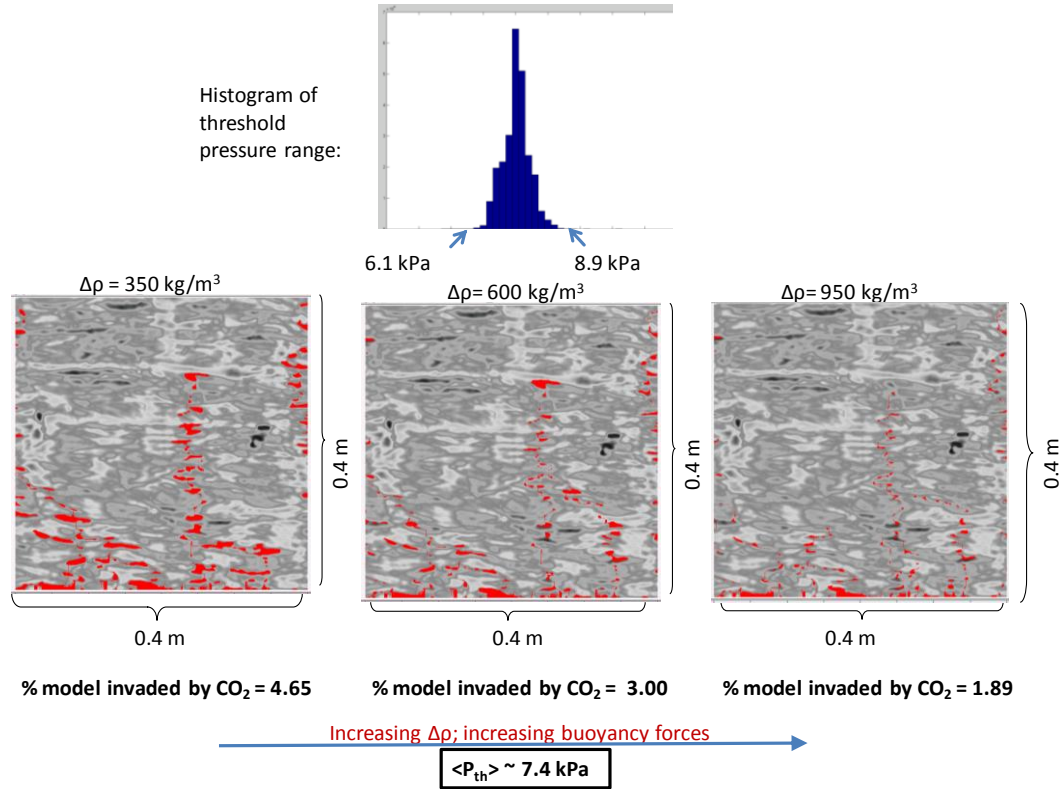 Histogram of
threshold
pressure range:
6.1 kPa
8.9 kPa
Δρ = 350 kg/m³
Δρ= 600 kg/m³
Δρ= 950 kg/m³
0.4 m
0.4 m
0.4 m
0.4 m
0.4 m
0.4 m
% model invaded by CO₂ = 4.65
% model invaded by CO₂ = 3.00
% model invaded by CO₂ = 1.89
Increasing Δρ; increasing buoyancy forces
<P_th> ~ 7.4 kPa